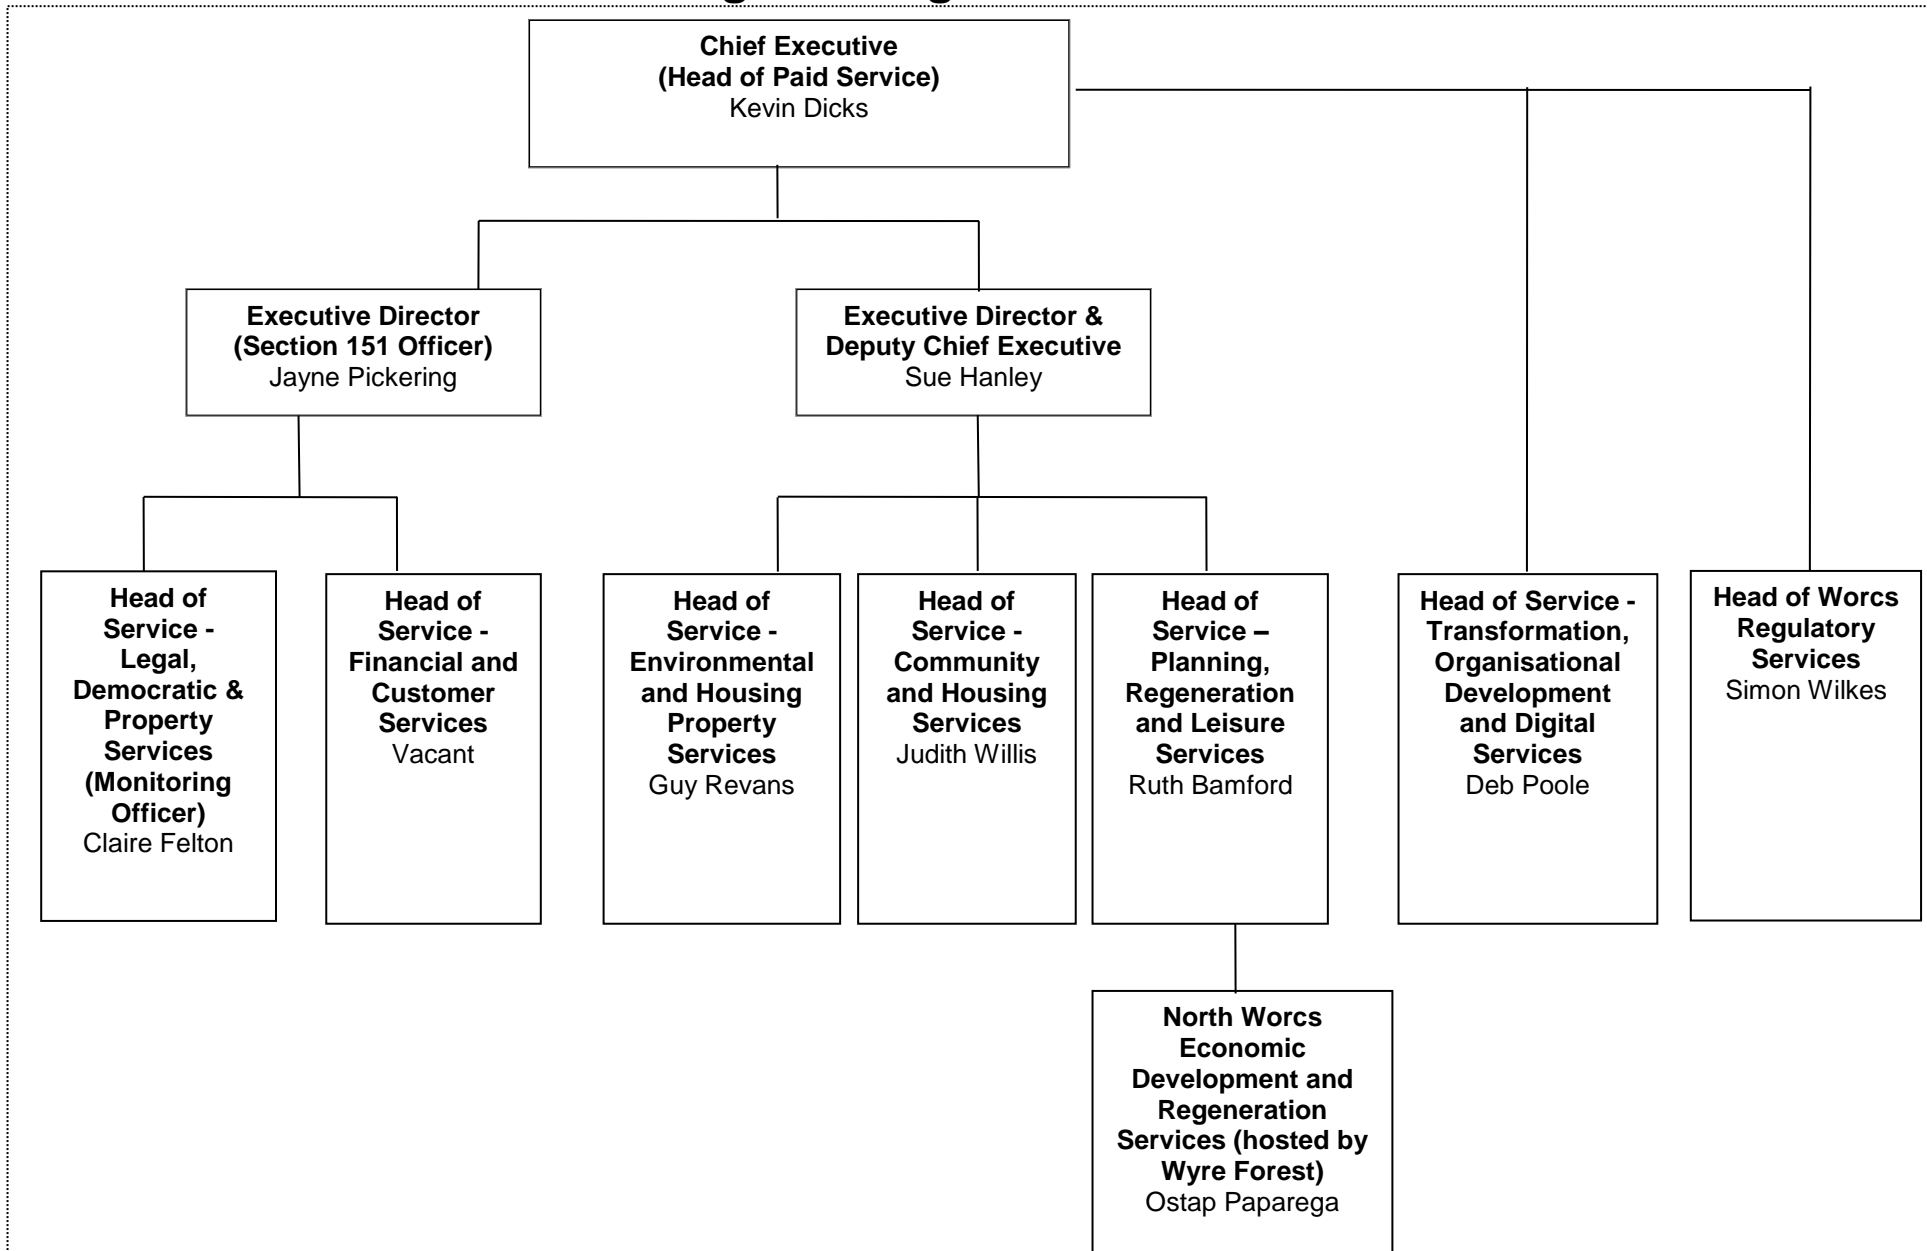 Chief Executive
(Head of Paid Service)
Kevin Dicks
Executive Director
(Section 151 Officer)
Jayne Pickering
Executive Director &
Deputy Chief Executive
Sue Hanley
Head of
Service -
Legal,
Democratic &
Property
Services
(Monitoring
Officer)
Claire Felton
Head of
Service -
Financial and
Customer
Services
Vacant
Head of
Service -
Environmental
and Housing
Property
Services
Guy Revans
Head of
Service -
Community
and Housing
Services
Judith Willis
Head of
Service –
Planning,
Regeneration
and Leisure
Services
Ruth Bamford
Head of Service -
Transformation,
Organisational
Development
and Digital
Services
Deb Poole
Head of Worcs
Regulatory
Services
Simon Wilkes
North Worcs
Economic
Development and
Regeneration
Services (hosted by
Wyre Forest)
Ostap Paparega